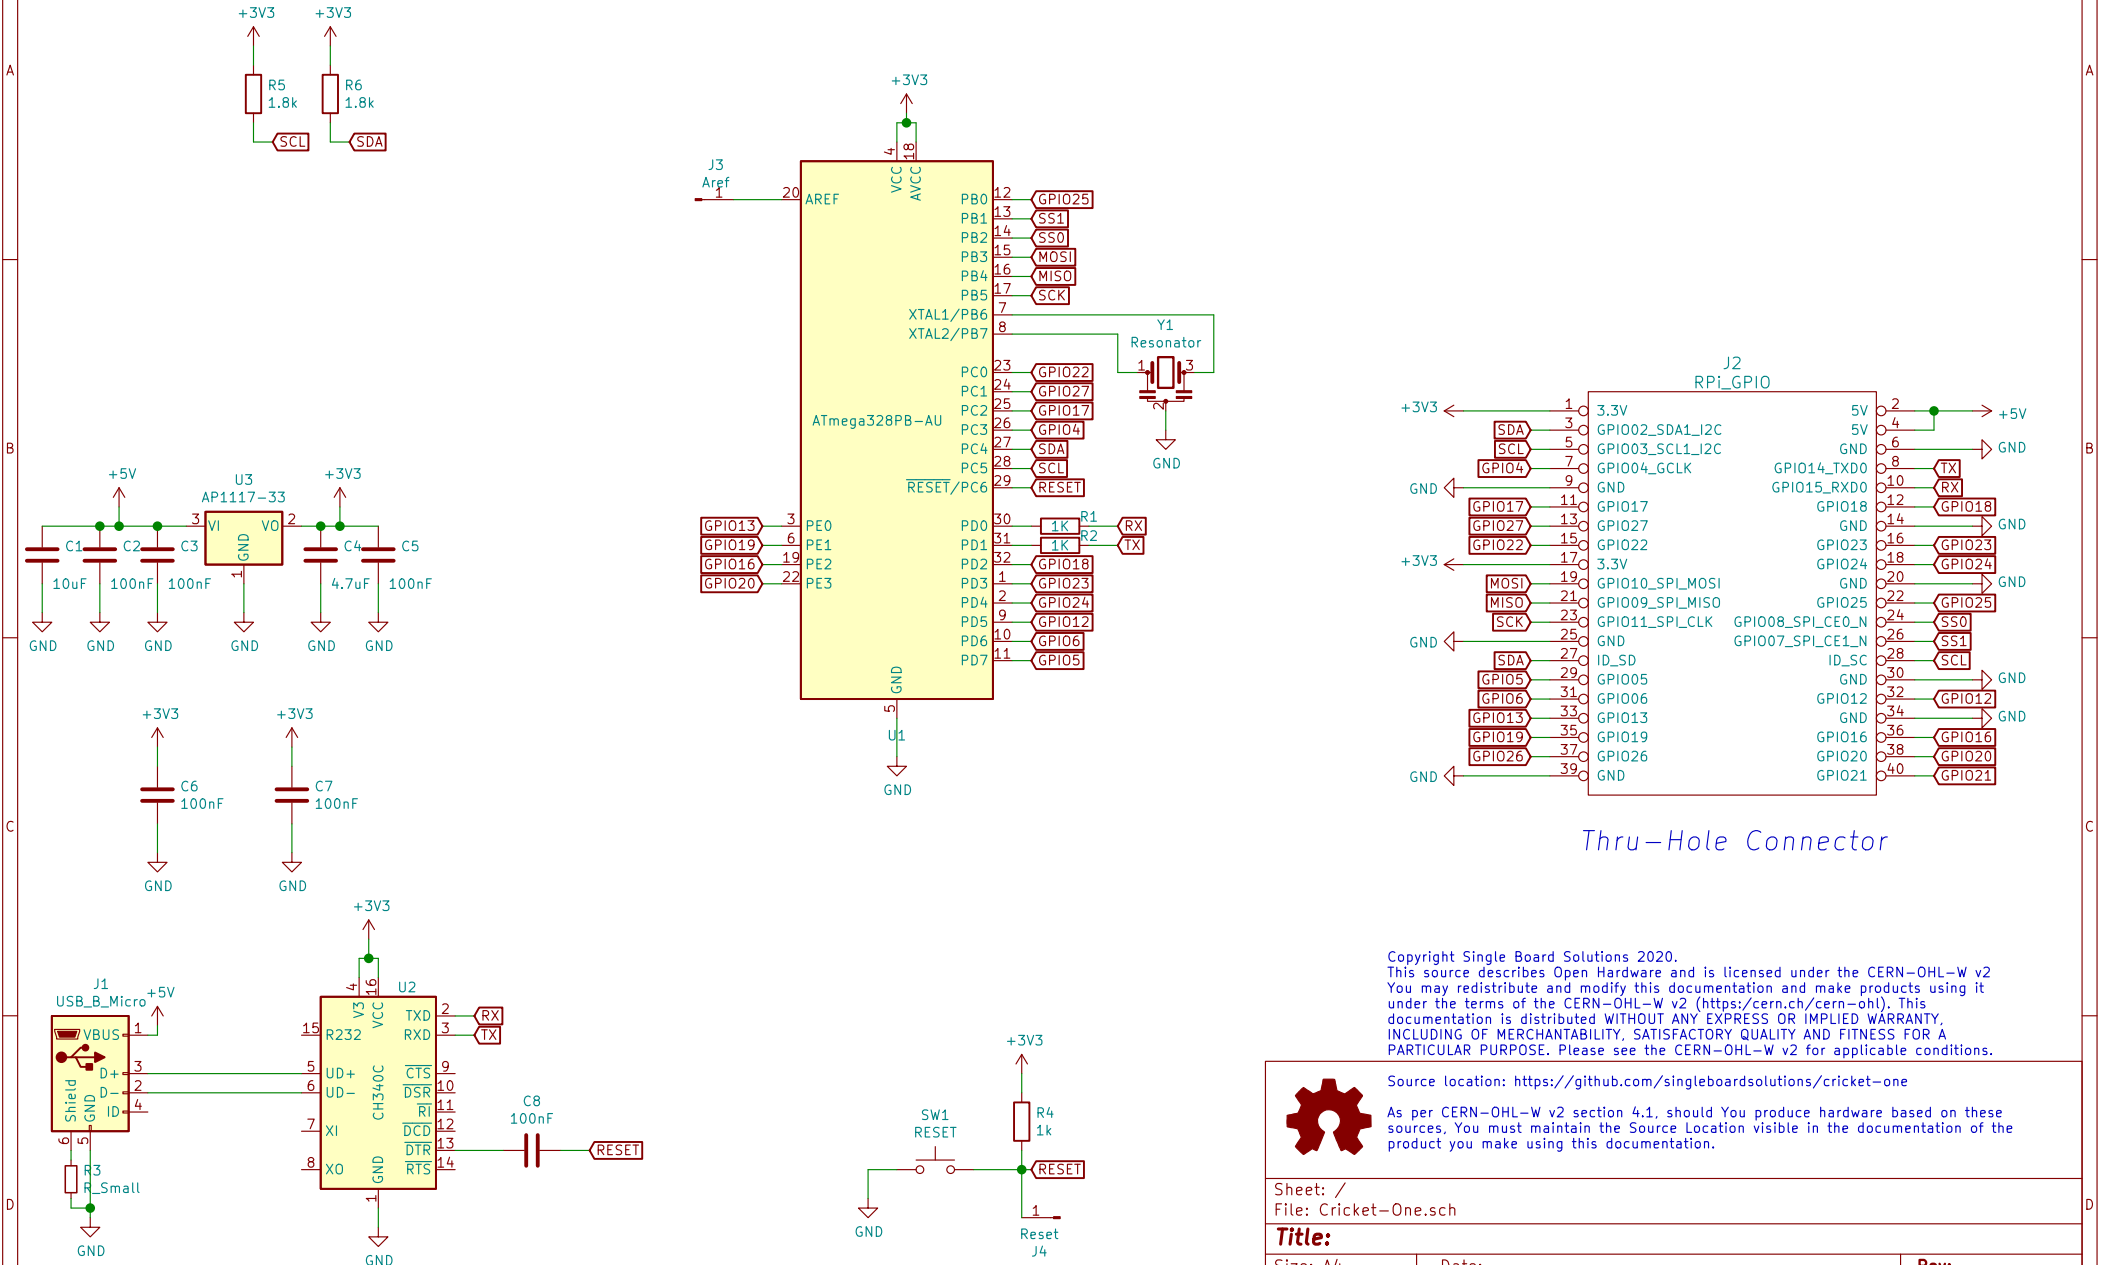 +3V3
+3V3
R5
1.8k
R6
1.8k
SCL
SDA
A
A
+3V3
J3
Aref
1
20
AREF
4
VCC
18
AVCC
PB0 12 GPIO25
PB1 13 SS1
PB2 14 SS0
PB3 15 MOSI
PB4 16 MISO
PB5 17 SCK
XTAL1/PB6 7
XTAL2/PB7 8
Y1
Resonator
1
3
2
GND
PC0 23 GPIO22
PC1 24 GPIO27
PC2 25 GPIO17
PC3 26 GPIO4
PC4 27 SDA
PC5 28 SCL
RESET/PC6 29 RESET
ATmega328PB-AU
GPIO13 3 PE0
GPIO19 6 PE1
GPIO16 19 PE2
GPIO20 22 PE3
PD0 30 1K R1 RX
PD1 31 1K R2 TX
PD2 32 GPIO18
PD3 1 GPIO23
PD4 2 GPIO24
PD5 9 GPIO12
PD6 10 GPIO6
PD7 11 GPIO5
GND
5
U1
GND
B
B
+5V
U3
AP1117-33
+3V3
3 VI
VO 2
GND
1
C1
10uF
C2
100nF
C3
100nF
C4
4.7uF
C5
100nF
GND
GND
GND
GND
GND
GND
+3V3
C6
100nF
GND
+3V3
C7
100nF
GND
J2
RPi_GPIO
+3V3 1 3.3V
SDA 3 GPIO02_SDA1_I2C
SCL 5 GPIO003_SCL1_I2C
GPIO4 7 GPIO04_GCLK
GND 9 GND
GPIO17 11 GPIO17
GPIO27 13 GPIO27
GPIO22 15 GPIO22
+3V3 17 3.3V
MOSI 19 GPIO10_SPI_MOSI
MISO 21 GPIO09_SPI_MISO
SCK 23 GPIO11_SPI_CLK
GND 25 GND
SDA 27 ID_SD
GPIO5 29 GPIO05
GPIO6 31 GPIO06
GPIO13 33 GPIO13
GPIO19 35 GPIO19
GPIO26 37 GPIO26
GND 39 GND
5V 2 +5V
5V 4
GND 6 GND
GPIO14_TXD0 8 TX
GPIO15_RXD0 10 RX
GPIO18 12 GPIO18
GND 14 GND
GPIO23 16 GPIO23
GPIO24 18 GPIO24
GND 20 GND
GPIO25 22 GPIO25
GPIO08_SPI_CE0_N 24 SS0
GPIO07_SPI_CE1_N 26 SS1
ID_SC 28 SCL
GND 30 GND
GPIO12 32 GPIO12
GND 34 GND
GPIO16 36 GPIO16
GPIO20 38 GPIO20
GPIO21 40 GPIO21
Thru-Hole Connector
C
C
+3V3
J1
USB_B_Micro
+5V
VBUS 1
D+ 3
D- 2
ID 4
Shield
GND
6
5
R3
R_Small
GND
U2
4
V3
16
VCC
CH340C
15 R232
5 UD+
6 UD-
7 XI
8 XO
TXD 2 RX
RXD 3 TX
CTS 9
DSR 10
RI 11
DCD 12
DTR 13
RTS 14
GND
1
GND
C8
100nF
RESET
+3V3
R4
1k
SW1
RESET
RESET
GND
1
Reset
J4
D
D
Copyright Single Board Solutions 2020.
This source describes Open Hardware and is licensed under the CERN-OHL-W v2
You may redistribute and modify this documentation and make products using it
under the terms of the CERN-OHL-W v2 (https:/cern.ch/cern-ohl). This
documentation is distributed WITHOUT ANY EXPRESS OR IMPLIED WARRANTY,
INCLUDING OF MERCHANTABILITY, SATISFACTORY QUALITY AND FITNESS FOR A
PARTICULAR PURPOSE. Please see the CERN-OHL-W v2 for applicable conditions.
Source location: https://github.com/singleboardsolutions/cricket-one
As per CERN-OHL-W v2 section 4.1, should You produce hardware based on these
sources, You must maintain the Source Location visible in the documentation of the
product you make using this documentation.
Sheet: /
File: Cricket-One.sch
Title:
Size: A4
Date:
Rev: